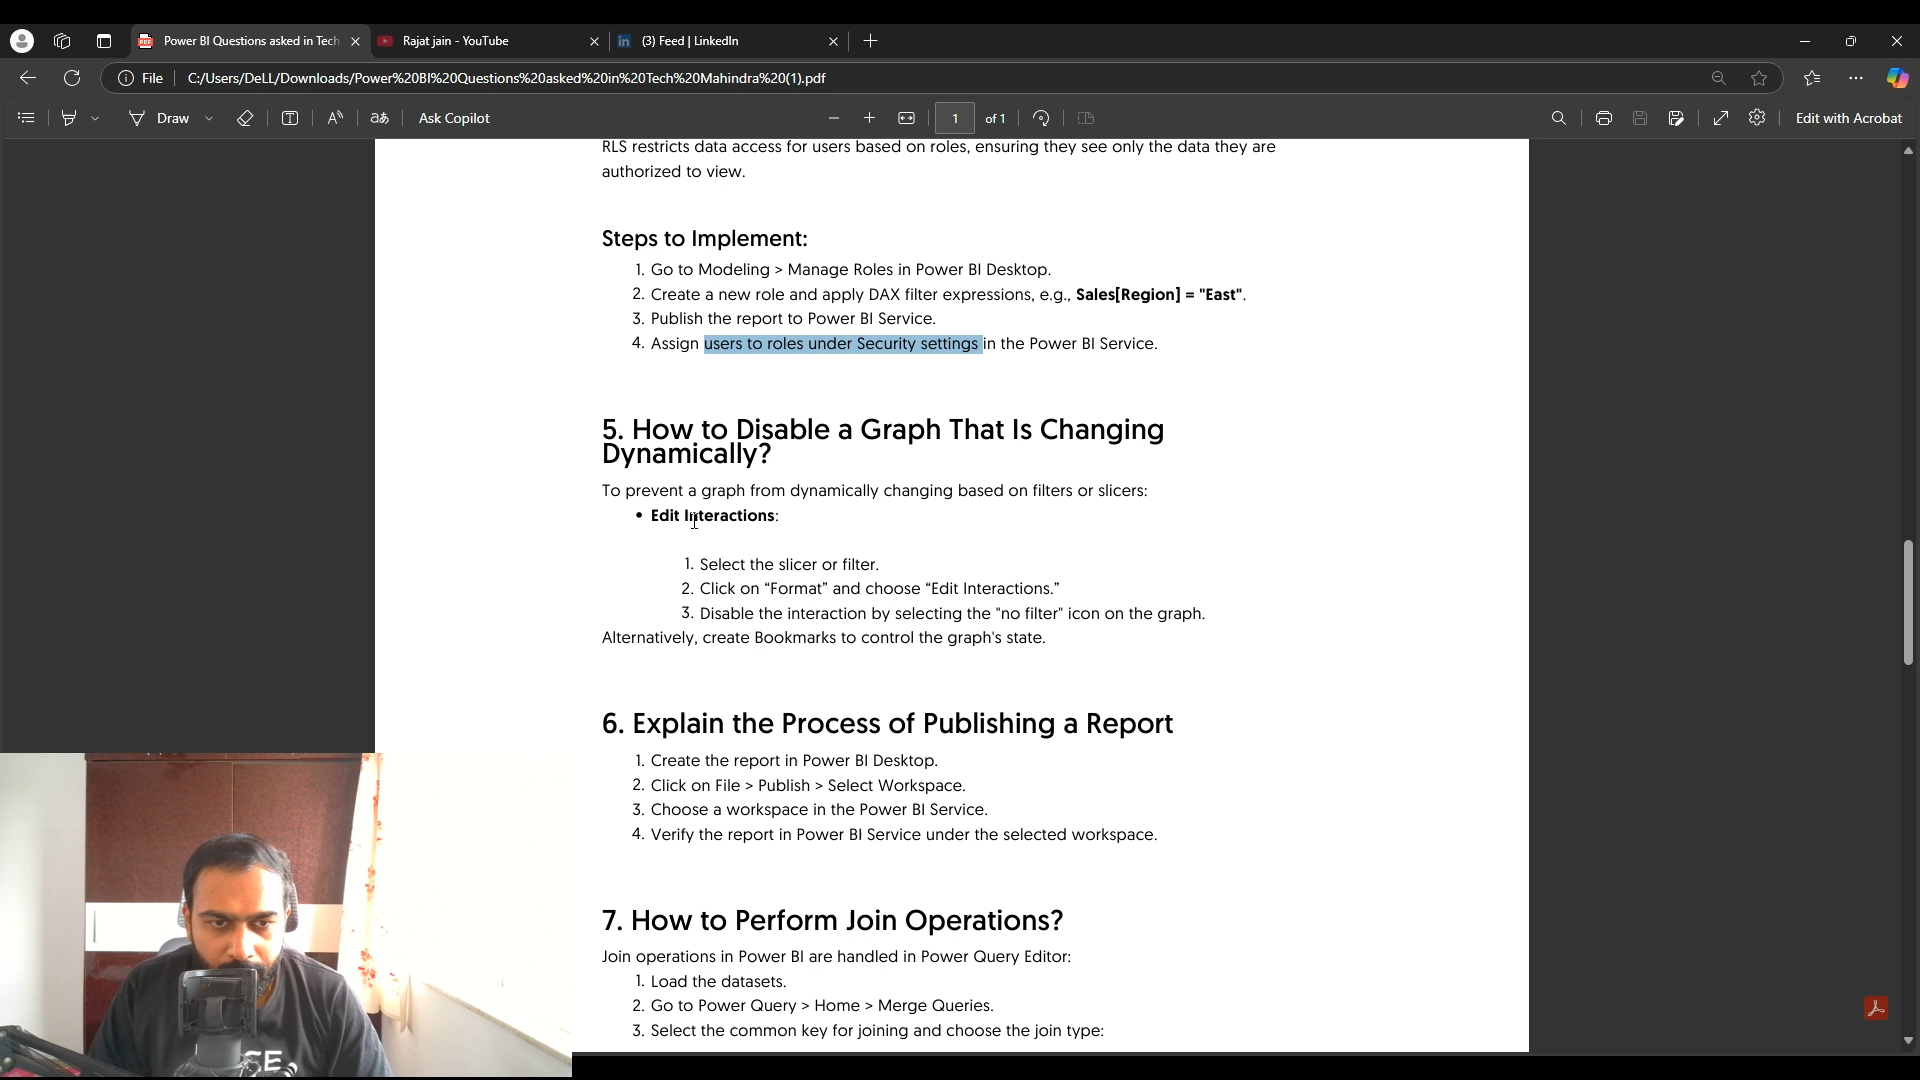 Power BI Questions asked in Tech
Rajat jain - YouTube
(3) Feed | LinkedIn
File
C:/Users/DeLL/Downloads/Power%20BI%20Questions%20asked%20in%20Tech%20Mahindra%20(1).pdf
Draw
Ask Copilot
1 of 1
Edit with Acrobat
RLS restricts data access for users based on roles, ensuring they see only the data they are
authorized to view.
Steps to Implement:
1. Go to Modeling > Manage Roles in Power BI Desktop.
2. Create a new role and apply DAX filter expressions, e.g., Sales[Region] = "East".
3. Publish the report to Power BI Service.
4. Assign users to roles under Security settings in the Power BI Service.
5. How to Disable a Graph That Is Changing
Dynamically?
To prevent a graph from dynamically changing based on filters or slicers:
• Edit Interactions:
1. Select the slicer or filter.
2. Click on “Format” and choose “Edit Interactions.”
3. Disable the interaction by selecting the "no filter" icon on the graph.
Alternatively, create Bookmarks to control the graph's state.
6. Explain the Process of Publishing a Report
1. Create the report in Power BI Desktop.
2. Click on File > Publish > Select Workspace.
3. Choose a workspace in the Power BI Service.
4. Verify the report in Power BI Service under the selected workspace.
7. How to Perform Join Operations?
Join operations in Power BI are handled in Power Query Editor:
1. Load the datasets.
2. Go to Power Query > Home > Merge Queries.
3. Select the common key for joining and choose the join type: